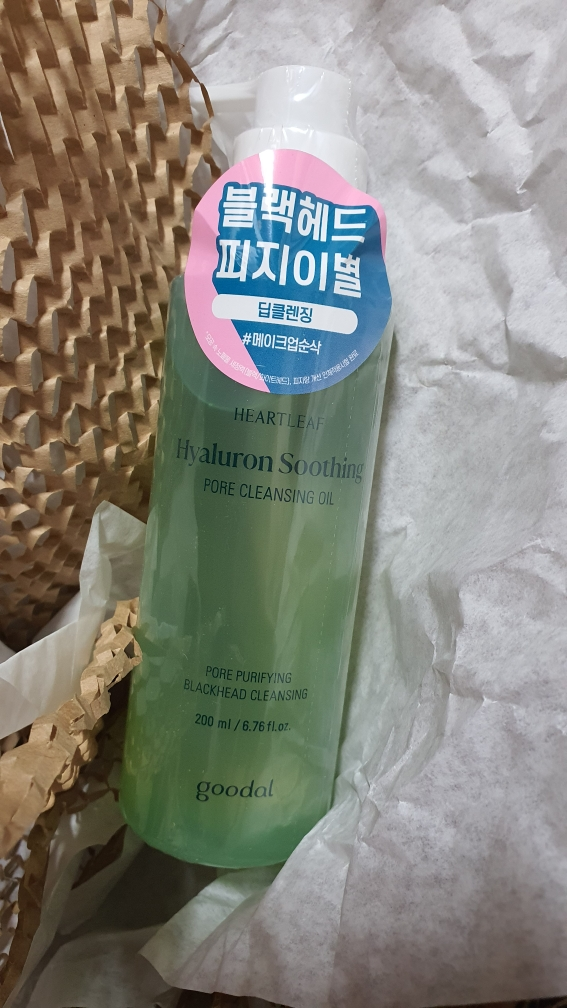 블랙헤드
피지이별
딥클렌징
#메이크업순삭
HEARTLEAF
Hyaluron Soothing
PORE CLEANSING OIL
PORE PURIFYING
BLACKHEAD CLEANSING
200 ml / 6.76 fl.oz.
goodal